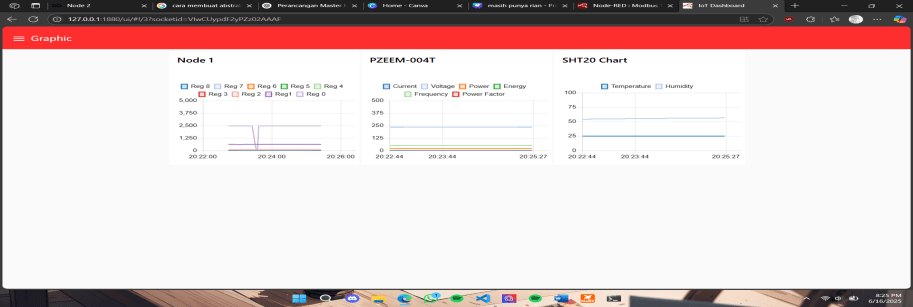 Node 2
cara membuat abstra
Perancangan Master
Home - Canva
masih punya rian - Po
Node-RED : Modbus
IoT Dashboard
127.0.0.1:1880/ui/#!/3?socketid=VIwCUypdF2yPZz02AAAF
Graphic
Node 1
Reg 8 Reg 7 Reg 6 Reg 5 Reg 4
Reg 3 Reg 2 Reg1 Reg 0
5,000
3,750
2,500
1,250
0
20:22:00 20:24:00 20:26:00
PZEEM-004T
Current Voltage Power Energy
Frequency Power Factor
500
375
250
125
0
20:22:44 20:23:44 20:25:27
SHT20 Chart
Temperature Humidity
100
75
50
25
0
20:22:44 20:23:44 20:25:27
8:25 PM
6/16/2025